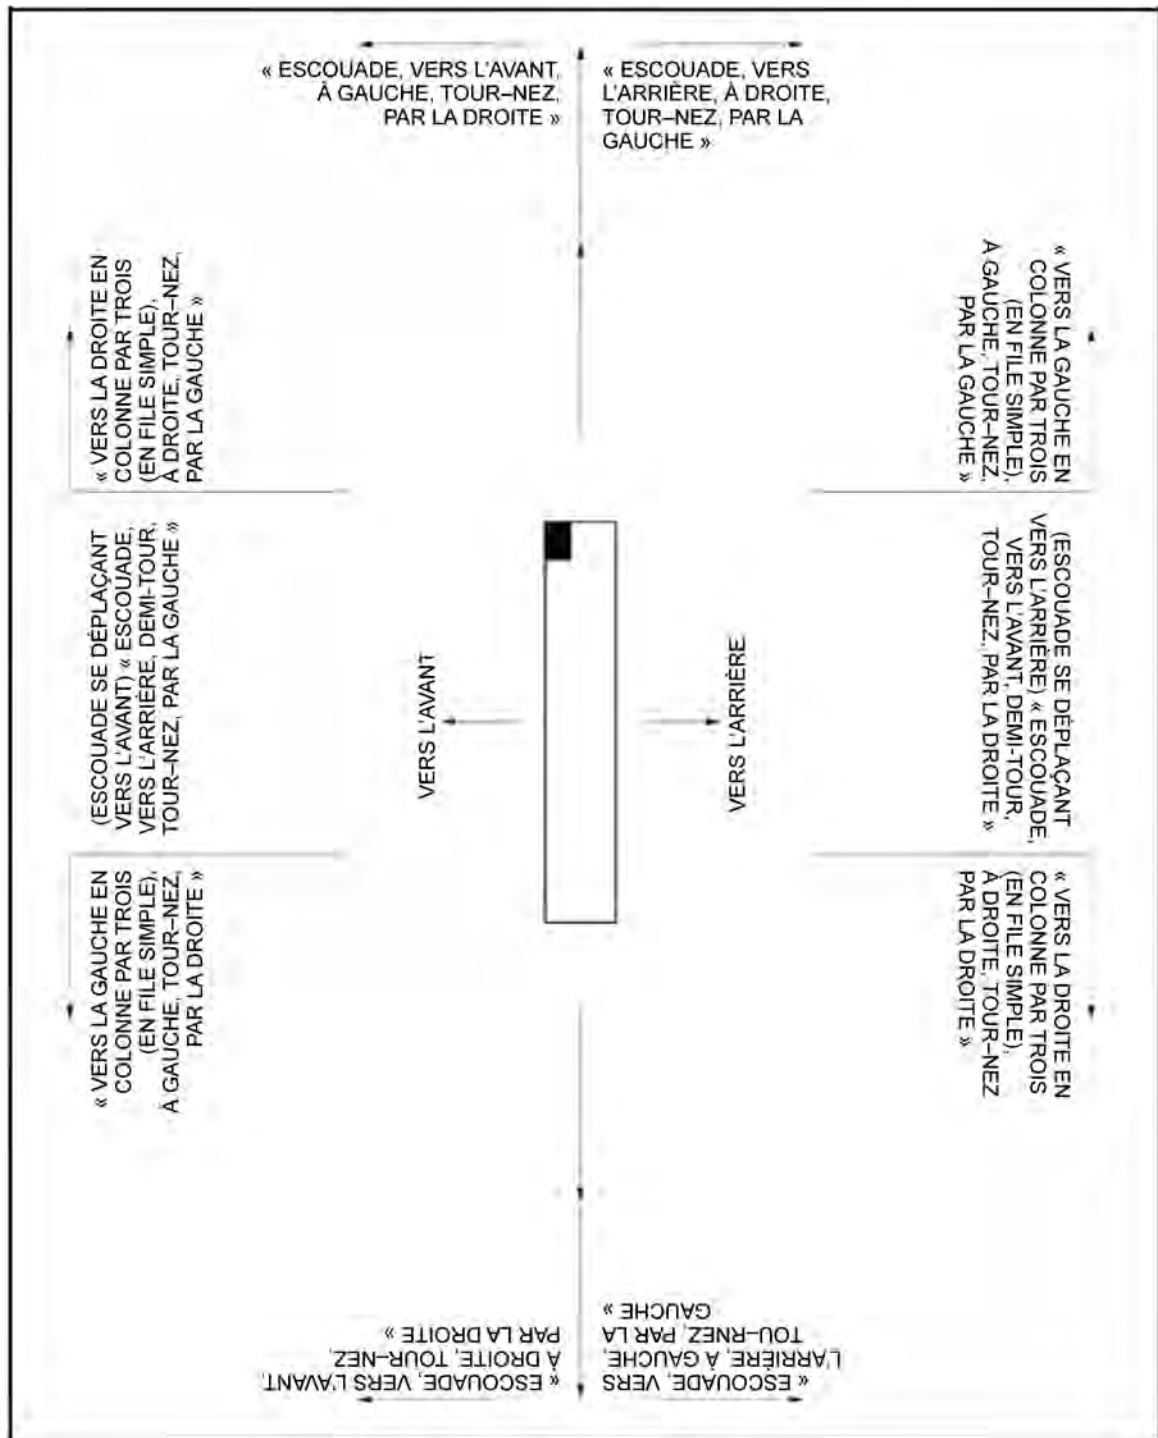 « ESCOUADE, VERS L'AVANT,
À GAUCHE, TOUR–NEZ,
PAR LA DROITE »
« ESCOUADE, VERS
L'ARRIÈRE, À DROITE,
TOUR–NEZ, PAR LA
GAUCHE »
« VERS LA DROITE EN
COLONNE PAR TROIS
(EN FILE SIMPLE),
À DROITE, TOUR–NEZ,
PAR LA GAUCHE »
« VERS LA GAUCHE EN
COLONNE PAR TROIS
(EN FILE SIMPLE),
À GAUCHE, TOUR–NEZ,
PAR LA GAUCHE »
(ESCOUADE SE DÉPLAÇANT
VERS L'AVANT) « ESCOUADE,
VERS L'ARRIÈRE, DEMI-TOUR,
TOUR–NEZ, PAR LA GAUCHE »
VERS L'AVANT
VERS L'ARRIÈRE
(ESCOUADE SE DÉPLAÇANT
VERS L'ARRIÈRE) « ESCOUADE,
VERS L'AVANT, DEMI-TOUR,
TOUR–NEZ, PAR LA DROITE »
« VERS LA GAUCHE EN
COLONNE PAR TROIS
(EN FILE SIMPLE),
À GAUCHE, TOUR–NEZ,
PAR LA DROITE »
« VERS LA DROITE EN
COLONNE PAR TROIS
(EN FILE SIMPLE),
À DROITE, TOUR–NEZ
PAR LA DROITE »
« ESCOUADE, VERS L'AVANT,
À DROITE, TOUR–NEZ,
PAR LA DROITE »
« ESCOUADE, VERS
L'ARRIÈRE, À GAUCHE,
TOU–RNEZ, PAR LA
GAUCHE »